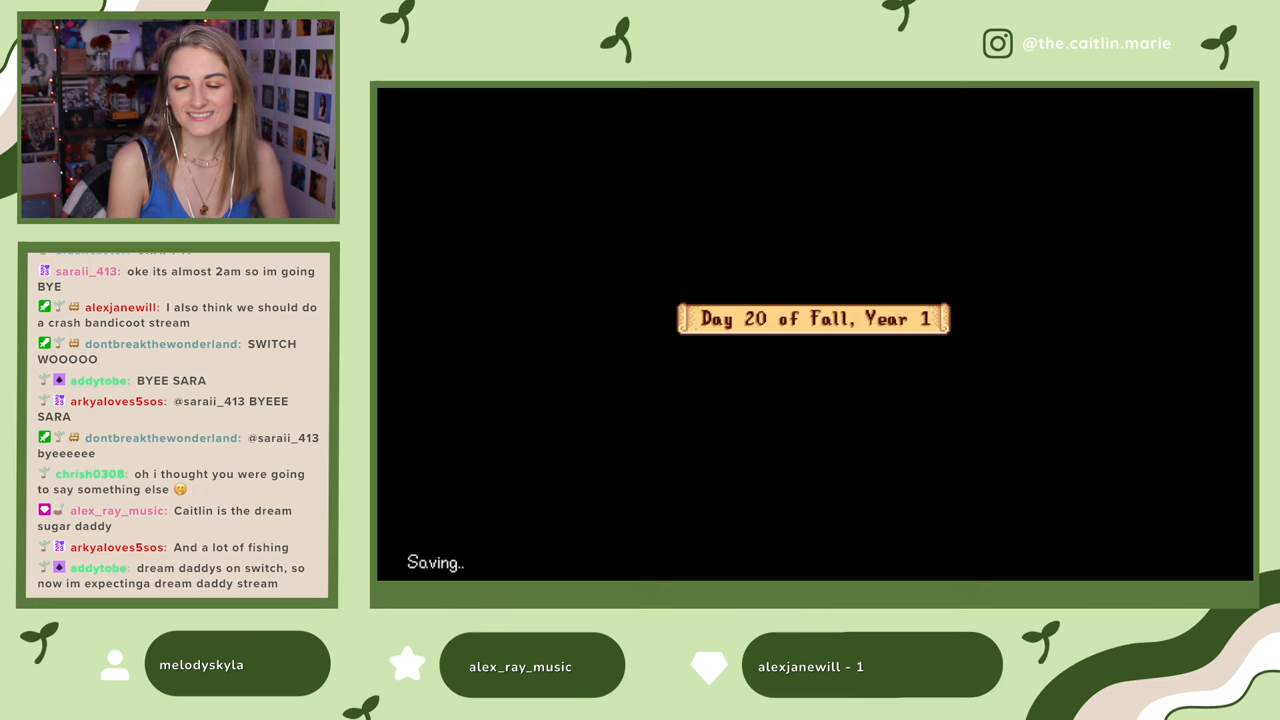 @the.caitlin.marie
saraii_413: oke its almost 2am so im going
BYE
alexjanewill: I also think we should do
a crash bandicoot stream
dontbreakthewonderland: SWITCH
WOOOOO
addytobe: BYEE SARA
arkyaloves5sos: @saraii_413 BYEEE
SARA
dontbreakthewonderland: @saraii_413
byeeeeee
chrish0308: oh i thought you were going
to say something else 🤭
alex_ray_music: Caitlin is the dream
sugar daddy
arkyaloves5sos: And a lot of fishing
addytobe: dream daddys on switch, so
now im expectinga dream daddy stream
Day 20 of Fall, Year 1
Saving..
melodyskyla
alex_ray_music
alexjanewill - 1